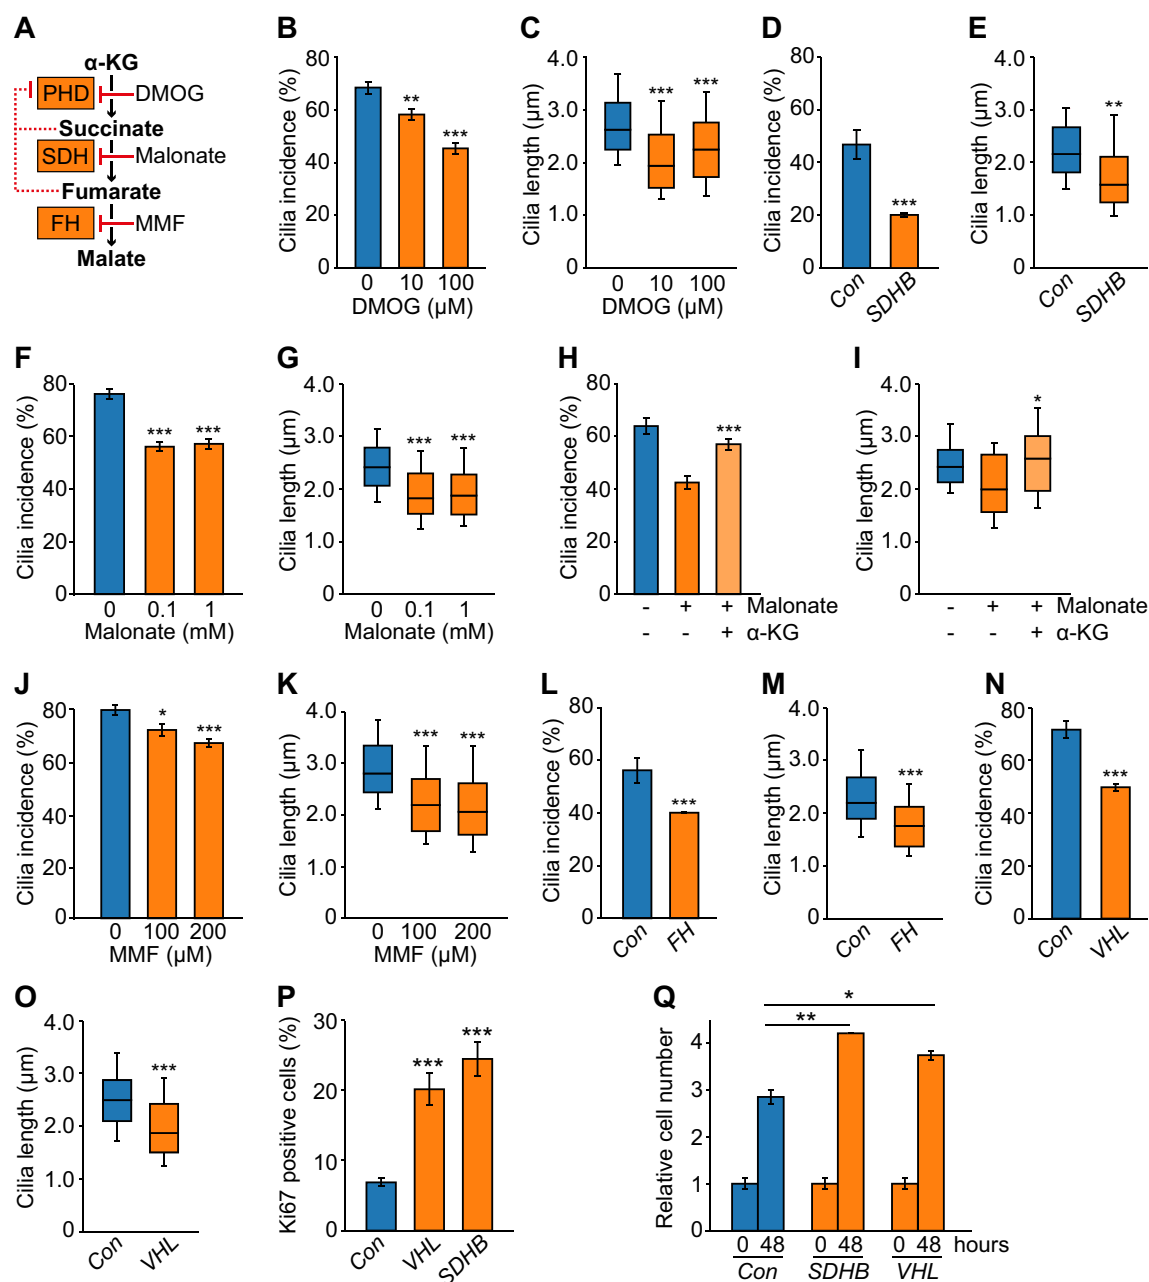 A
α-KG
PHD
DMOG
Succinate
SDH
Malonate
Fumarate
FH
MMF
Malate
B
Cilia incidence (%)
80
60
40
20
0
**
***
0 10 100
DMOG (μM)
C
Cilia length (μm)
4.0
3.0
2.0
1.0
0
***
***
0 10 100
DMOG (μM)
D
Cilia incidence (%)
80
60
40
20
0
***
Con SDHB
E
Cilia length (μm)
4.0
3.0
2.0
1.0
0
**
Con SDHB
F
Cilia incidence (%)
80
60
40
20
0
***
***
0 0.1 1
Malonate (mM)
G
Cilia length (μm)
4.0
3.0
2.0
1.0
0
***
***
0 0.1 1
Malonate (mM)
H
Cilia incidence (%)
80
60
40
20
0
***
- + + Malonate
- - + α-KG
I
Cilia length (μm)
4.0
3.0
2.0
1.0
0
*
- + + Malonate
- - + α-KG
J
Cilia incidence (%)
80
60
40
20
0
*
***
0 100 200
MMF (μM)
K
Cilia length (μm)
4.0
3.0
2.0
1.0
0
***
***
0 100 200
MMF (μM)
L
Cilia incidence (%)
80
60
40
20
0
***
Con FH
M
Cilia length (μm)
4.0
3.0
2.0
1.0
0
***
Con FH
N
Cilia incidence (%)
80
60
40
20
0
***
Con VHL
O
Cilia length (μm)
4.0
3.0
2.0
1.0
0
***
Con VHL
P
Ki67 positive cells (%)
30
20
10
0
***
***
Con VHL SDHB
Q
Relative cell number
4
3
2
1
0
*
**
0 48 0 48 0 48 hours
Con SDHB VHL